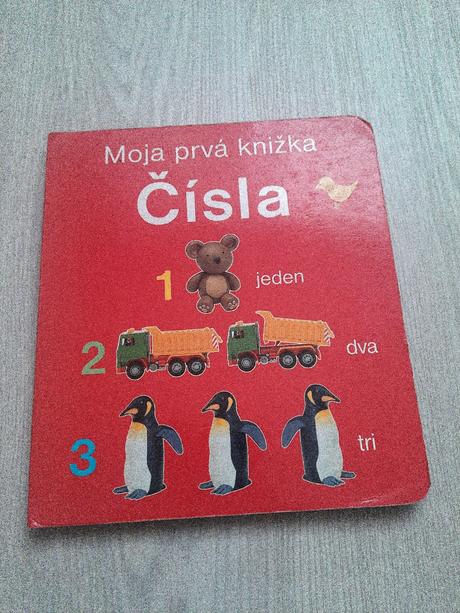 Moja prvá knižka
Čísla
1 jeden
2 dva
3 tri